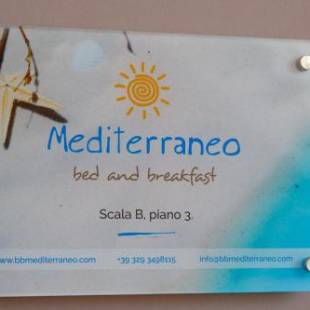 Mediterraneo
bed and breakfast
Scala B, piano 3.
www.bbmediterraneo.com +39 329 3498115 info@bbmediterraneo.com